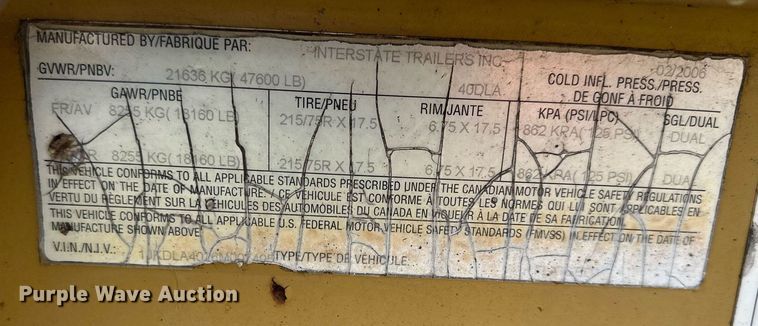 MANUFACTURED BY/FABRIQUE PAR: INTERSTATE TRAILERS INC 02/2006
GVWR/PNBV: 21636 KG( 47600 LB) 40DLA COLD INFL. PRESS./PRESS.
DE GONF À FROID
GAWR/PNBE TIRE/PNEU RIM/JANTE KPA (PSI/LPC) SGL/DUAL
FR/AV 8255 KG( 18160 LB) 215/75R X 17.5 6.75 X 17.5 862 KPA( 125 PSI) DUAL
R 8255 KG( 18160 LB) 215/75R X 17.5 6.75 X 17.5 862 KPA( 125 PSI) DUAL
THIS VEHICLE CONFORMS TO ALL APPLICABLE STANDARDS PRESCRIBED UNDER THE CANADIAN MOTOR VEHICLE SAFETY REGULATIONS
IN EFFECT ON THE DATE OF MANUFACTURE. / CE VÉHICULE EST CONFORME À TOUTES LES NORMES QUI LUI SONT APPLICABLES EN
VERTU DU RÈGLEMENT SUR LA VÉHICULES DES AUTOMOBILES DU CANADA EN VIGUEUR À LA DATE DE SA FABRICATION.
THIS VEHICLE CONFORMS TO ALL APPLICABLE U.S. FEDERAL MOTOR VEHICLE SAFETY STANDARDS (FMVSS) IN EFFECT ON THE DATE OF
MANUFACTURE SHOWN ABOVE
V.I.N./N.I.V.: TYPE/TYPE DE VÉHICULE:
Purple Wave Auction